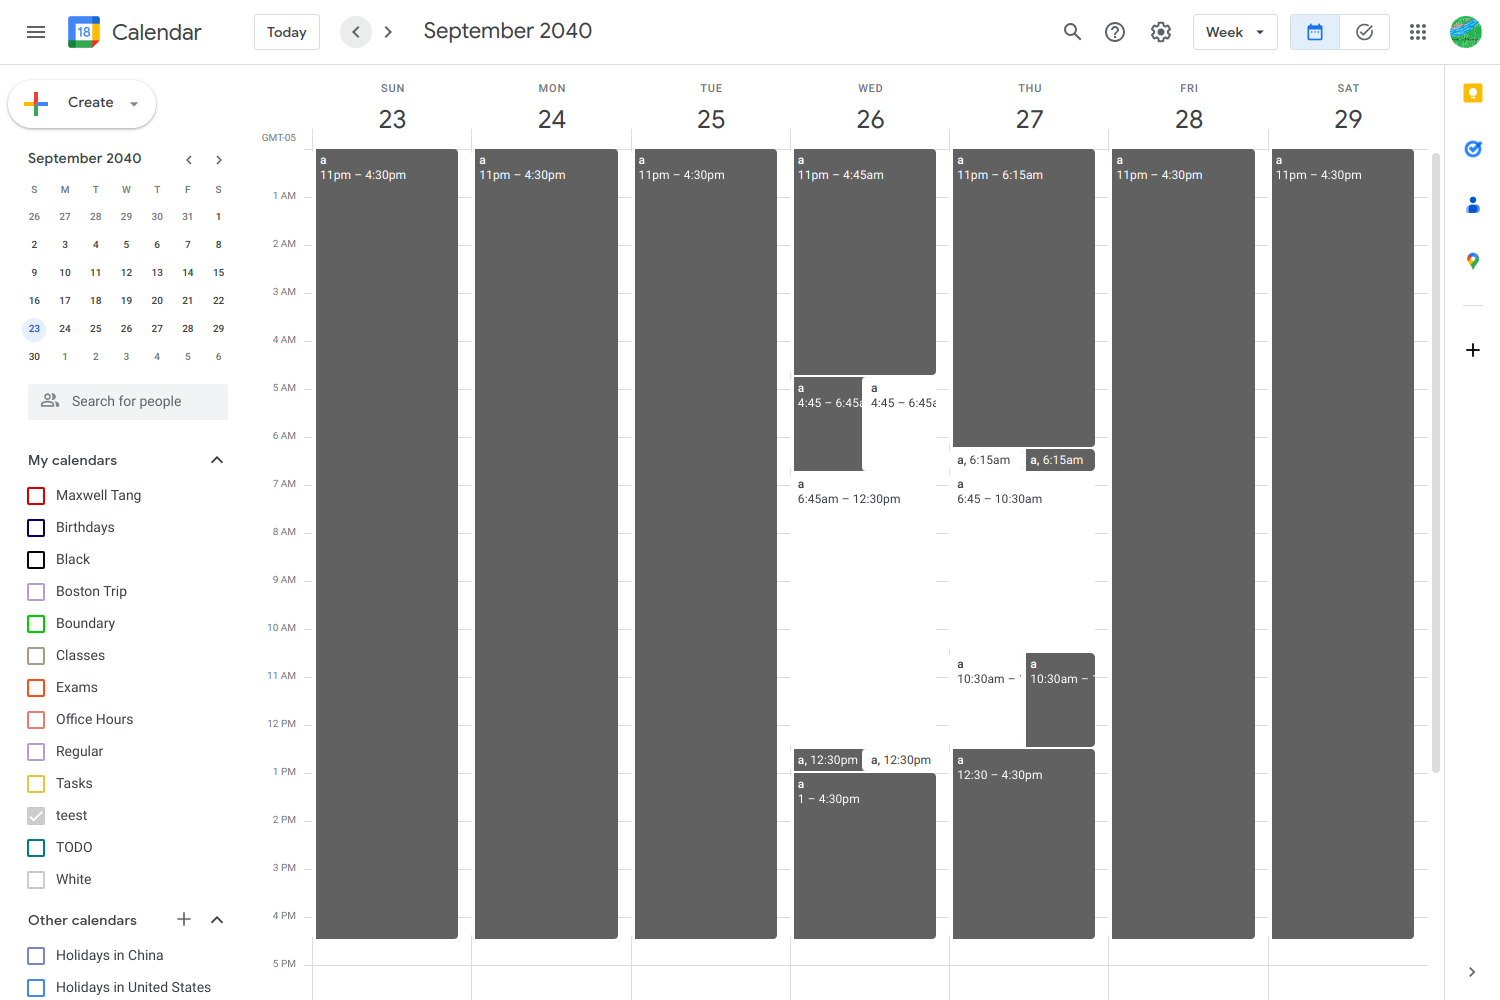 18 Calendar Today September 2040 Week
Create
September 2040
S M T W T F S
26 27 28 29 30 31 1
2 3 4 5 6 7 8
9 10 11 12 13 14 15
16 17 18 19 20 21 22
23 24 25 26 27 28 29
30 1 2 3 4 5 6
Search for people
My calendars
Maxwell Tang
Birthdays
Black
Boston Trip
Boundary
Classes
Exams
Office Hours
Regular
Tasks
teest
TODO
White
Other calendars
Holidays in China
Holidays in United States
SUN MON TUE WED THU FRI SAT
23 24 25 26 27 28 29
GMT-05
1 AM
2 AM
3 AM
4 AM
5 AM
6 AM
7 AM
8 AM
9 AM
10 AM
11 AM
12 PM
1 PM
2 PM
3 PM
4 PM
5 PM
a
11pm – 4:30pm
a
11pm – 4:30pm
a
11pm – 4:30pm
a
11pm – 4:45am
a
4:45 – 6:45a
a
4:45 – 6:45a
a
6:45am – 12:30pm
a, 12:30pm
a, 12:30pm
a
1 – 4:30pm
a
11pm – 6:15am
a, 6:15am
a, 6:15am
a
6:45 – 10:30am
a
10:30am –
a
10:30am –
a
12:30 – 4:30pm
a
11pm – 4:30pm
a
11pm – 4:30pm